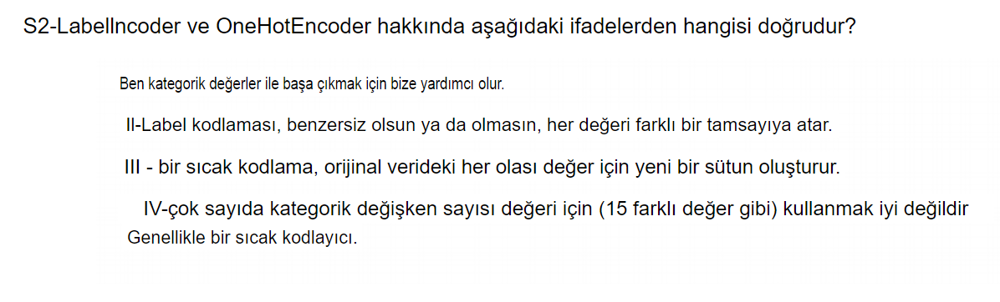 S2-LabelIncoder ve OneHotEncoder hakkında aşağıdaki ifadelerden hangisi doğrudur?
Ben kategorik değerler ile başa çıkmak için bize yardımcı olur.
II-Label kodlaması, benzersiz olsun ya da olmasın, her değeri farklı bir tamsayıya atar.
III - bir sıcak kodlama, orijinal verideki her olası değer için yeni bir sütun oluşturur.
IV-çok sayıda kategorik değişken sayısı değeri için (15 farklı değer gibi) kullanmak iyi değildir
Genellikle bir sıcak kodlayıcı.